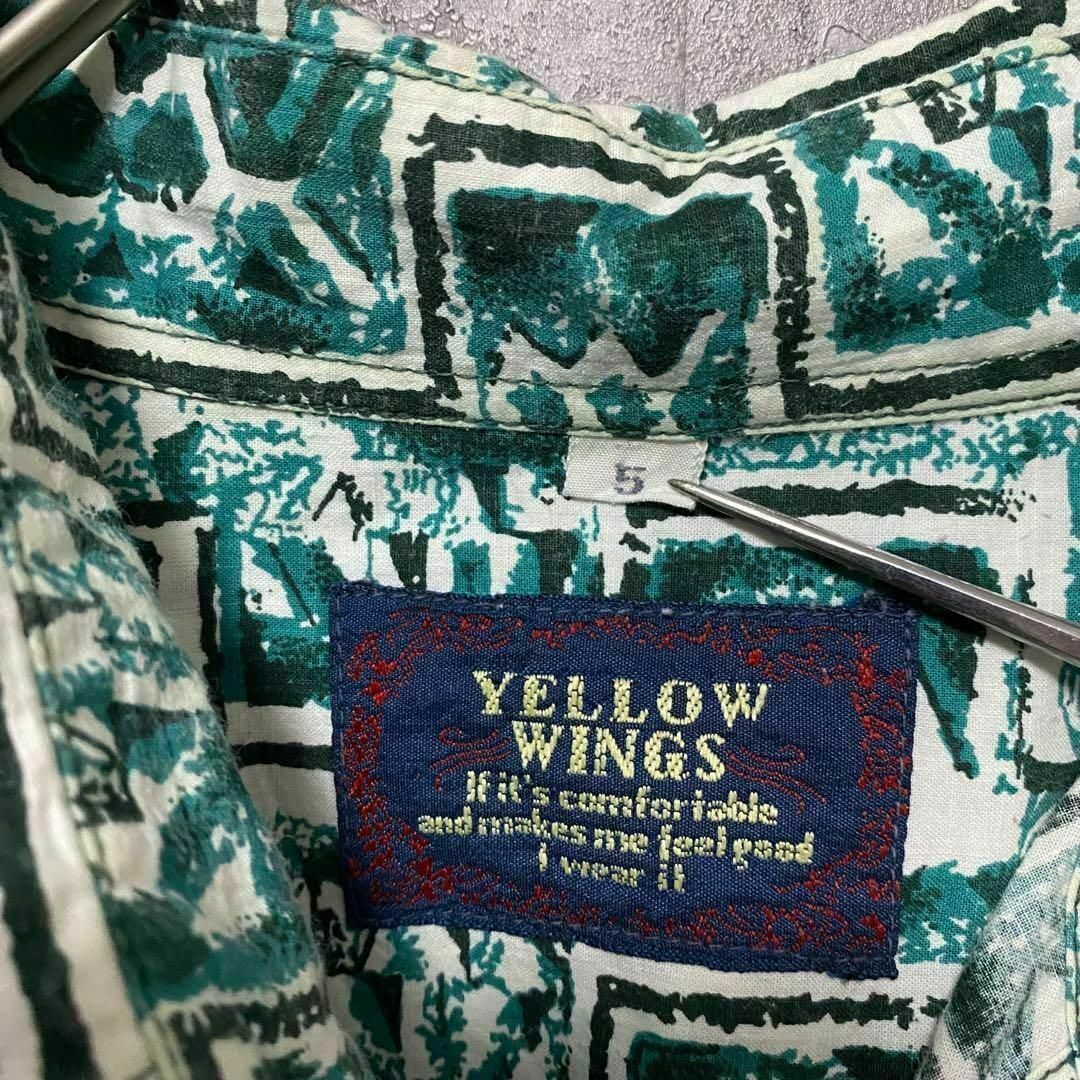 5
YELLOW
WINGS
If it's comfortable
and makes me feel good
i wear it